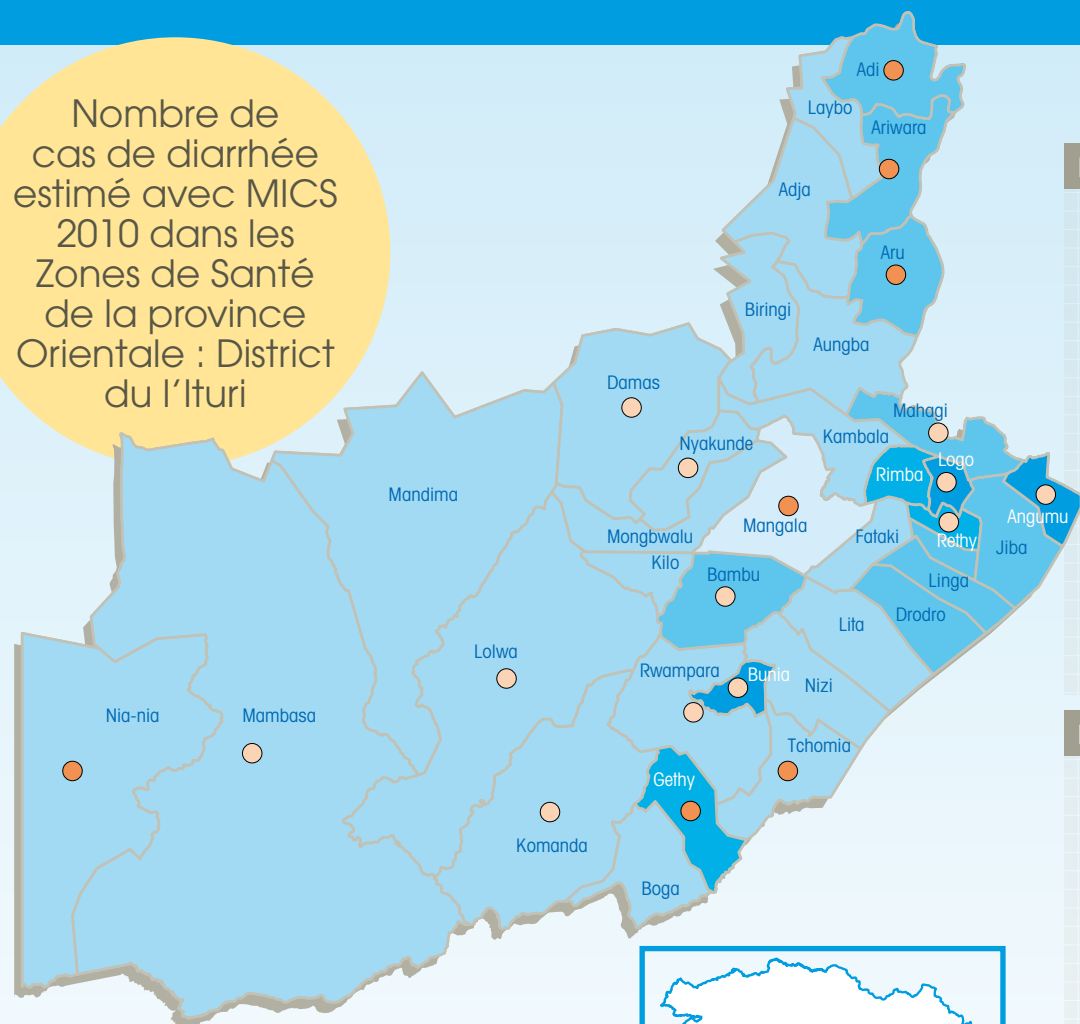 Nombre de
cas de diarrhée
estimé avec MICS
2010 dans les
Zones de Santé
de la province
Orientale : District
du l'Ituri
Adi
Laybo
Ariwara
Adja
Aru
Biringi
Aungba
Damas
Mahagi
Nyakunde
Kambala
Logo
Rimba
Mandima
Angumu
Mangala
Mongbwalu
Fataki
Rethy
Jiba
Kilo
Bambu
Linga
Drodro
Lita
Lolwa
Rwampara
Bunia
Nizi
Nia-nia
Mambasa
Tchomia
Gethy
Komanda
Boga